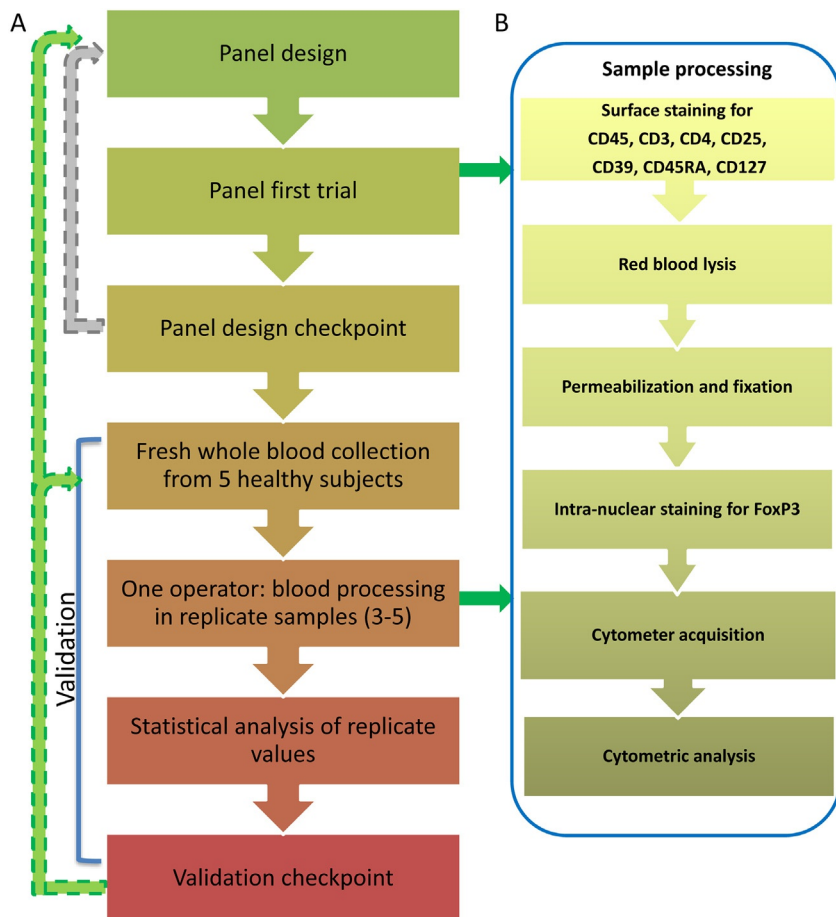 A
Panel design
Panel first trial
Panel design checkpoint
Fresh whole blood collection
from 5 healthy subjects
One operator: blood processing
in replicate samples (3-5)
Statistical analysis of replicate
values
Validation checkpoint
Validation
B
Sample processing
Surface staining for
CD45, CD3, CD4, CD25,
CD39, CD45RA, CD127
Red blood lysis
Permeabilization and fixation
Intra-nuclear staining for FoxP3
Cytometer acquisition
Cytometric analysis